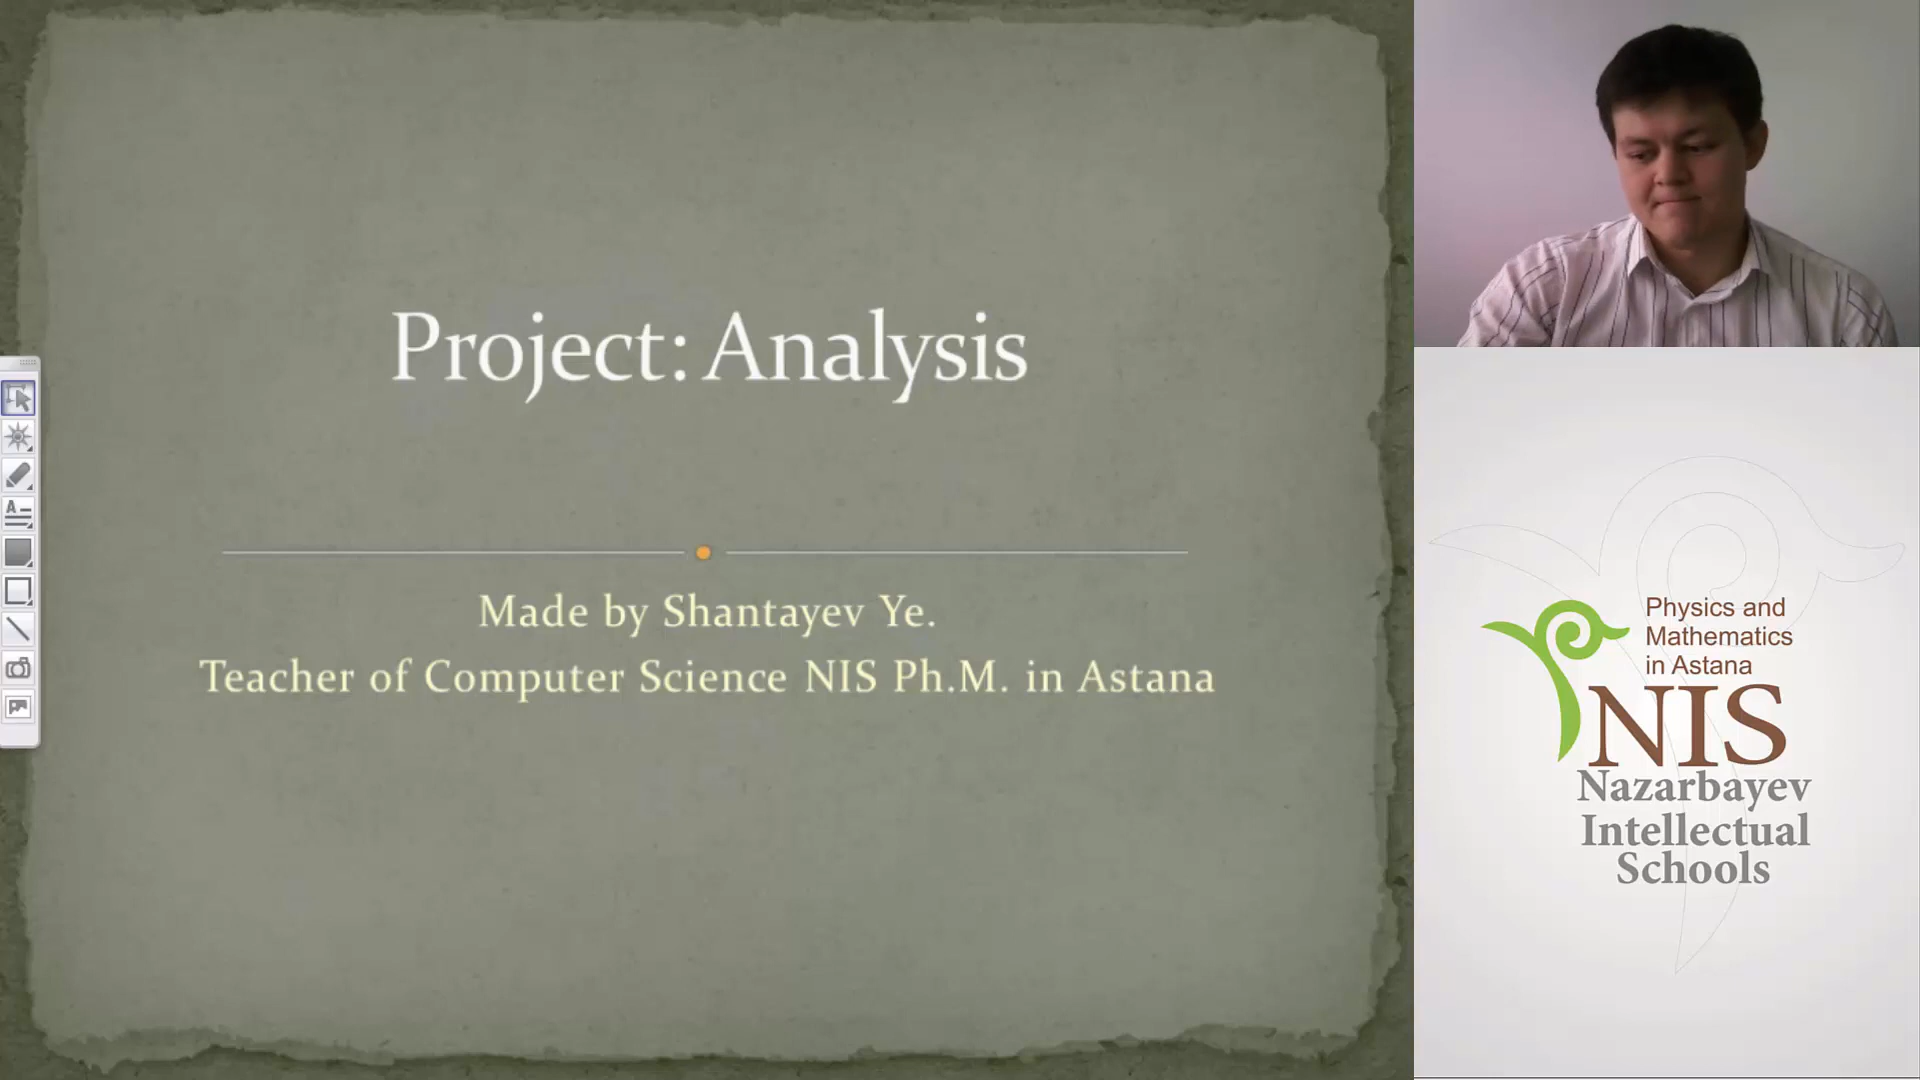 Project: Analysis
Made by Shantayev Ye.
Teacher of Computer Science NIS Ph.M. in Astana
Physics and
Mathematics
in Astana
NIS
Nazarbayev
Intellectual
Schools